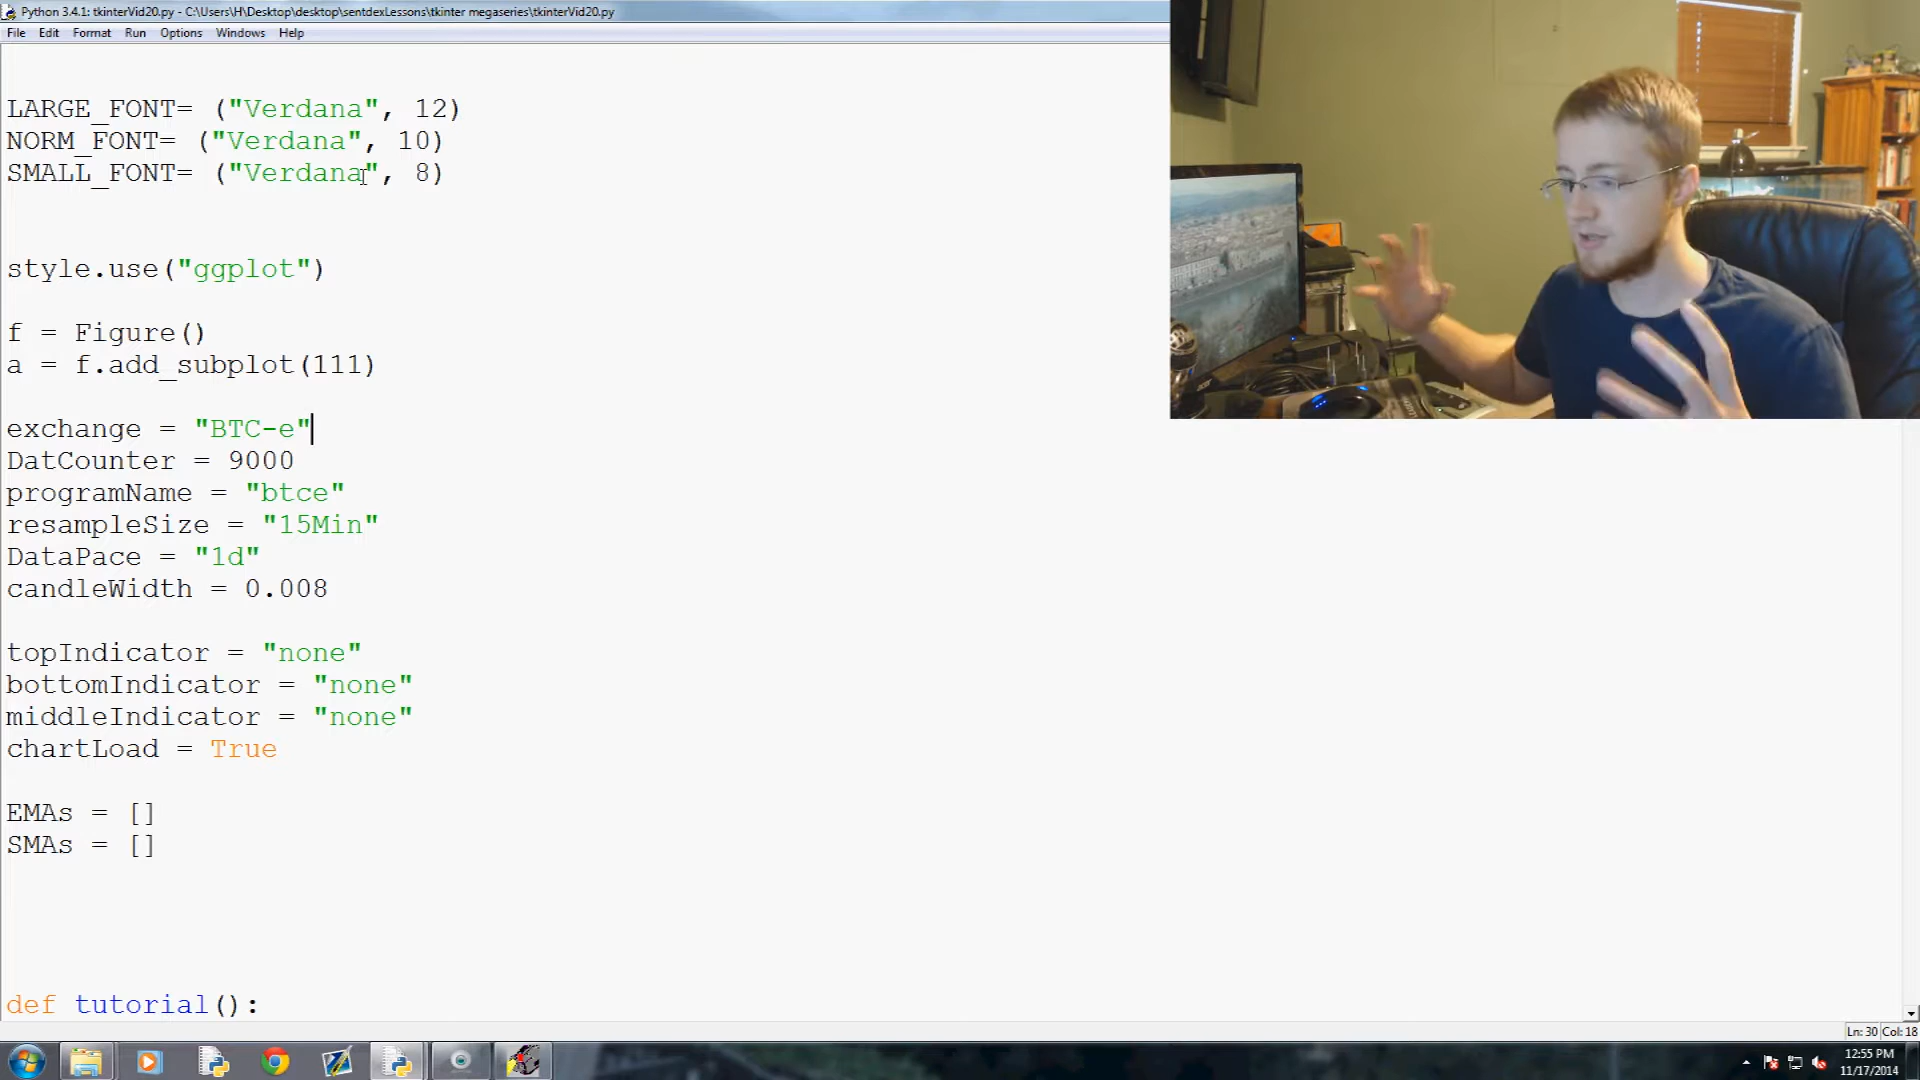 Python 3.4.1: tkinterVid20.py - C:\Users\H\Desktop\desktop\sentdexLessons\tkinter megaseries\tkinterVid20.py
File Edit Format Run Options Windows Help
LARGE_FONT= ("Verdana", 12)
NORM_FONT= ("Verdana", 10)
SMALL_FONT= ("Verdana", 8)
style.use("ggplot")
f = Figure()
a = f.add_subplot(111)
exchange = "BTC-e"
DatCounter = 9000
programName = "btce"
resampleSize = "15Min"
DataPace = "1d"
candleWidth = 0.008
topIndicator = "none"
bottomIndicator = "none"
middleIndicator = "none"
chartLoad = True
EMAs = []
SMAs = []
def tutorial():
Ln: 30 Col: 18
12:55 PM
11/17/2014